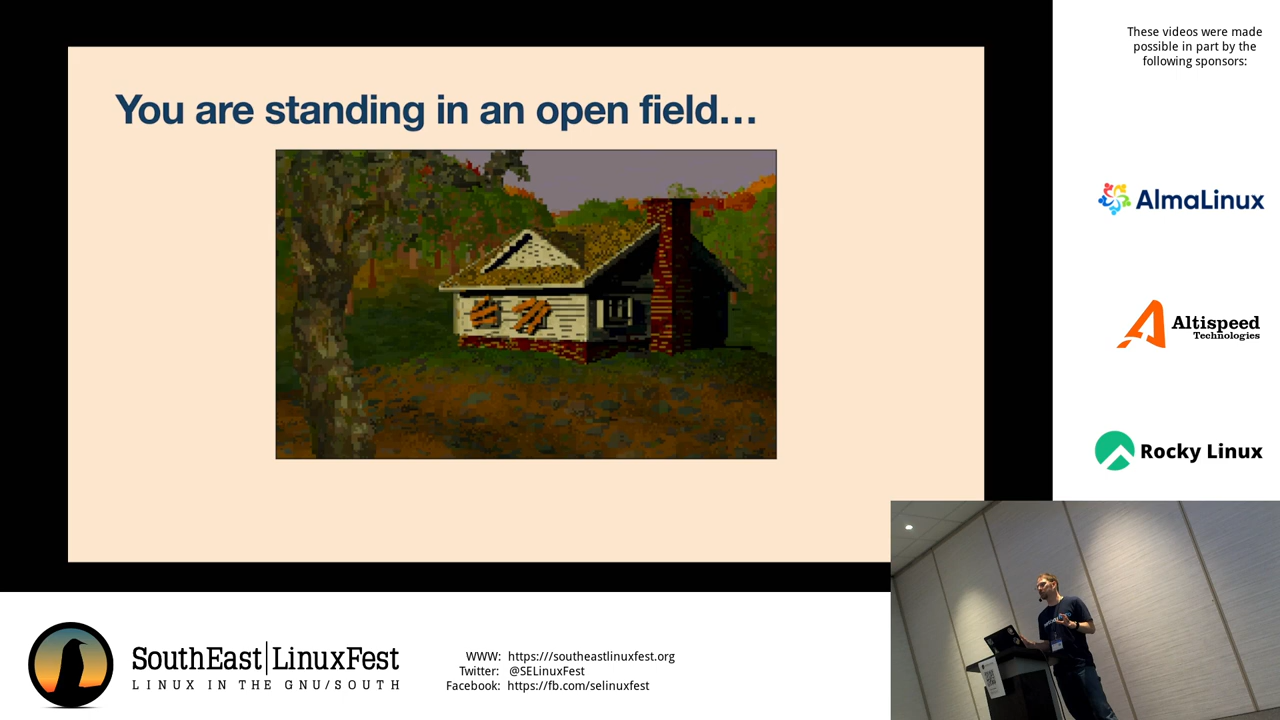 You are standing in an open field…
These videos were made
possible in part by the
following sponsors:
AlmaLinux
Altispeed
Technologies
Rocky Linux
SouthEast LinuxFest
LINUX IN THE GNU/SOUTH
WWW: https:///southeastlinuxfest.org
Twitter: @SELinuxFest
Facebook: https://fb.com/selinuxfest